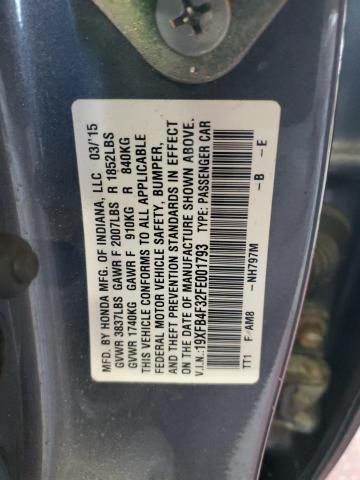 MFD. BY HONDA MFG. OF INDIANA, LLC 03/'15
GVWR 3837LBS GAWR F 2007LBS R 1852LBS
GVWR 1740KG GAWR F 910KG R 840KG
THIS VEHICLE CONFORMS TO ALL APPLICABLE
FEDERAL MOTOR VEHICLE SAFETY, BUMPER,
AND THEFT PREVENTION STANDARDS IN EFFECT
ON THE DATE OF MANUFACTURE SHOWN ABOVE.
V.I.N.:19XFB4F32FE001793 TYPE: PASSENGER CAR
TT1 F AM8 -NH797M -B -E